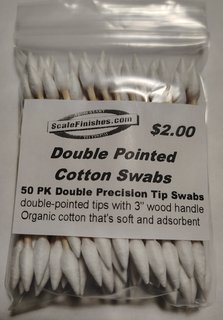 ScaleFinishes.com
$2.00
Double Pointed
Cotton Swabs
50 PK Double Precision Tip Swabs
double-pointed tips with 3" wood handle
Organic cotton that's soft and adsorbent